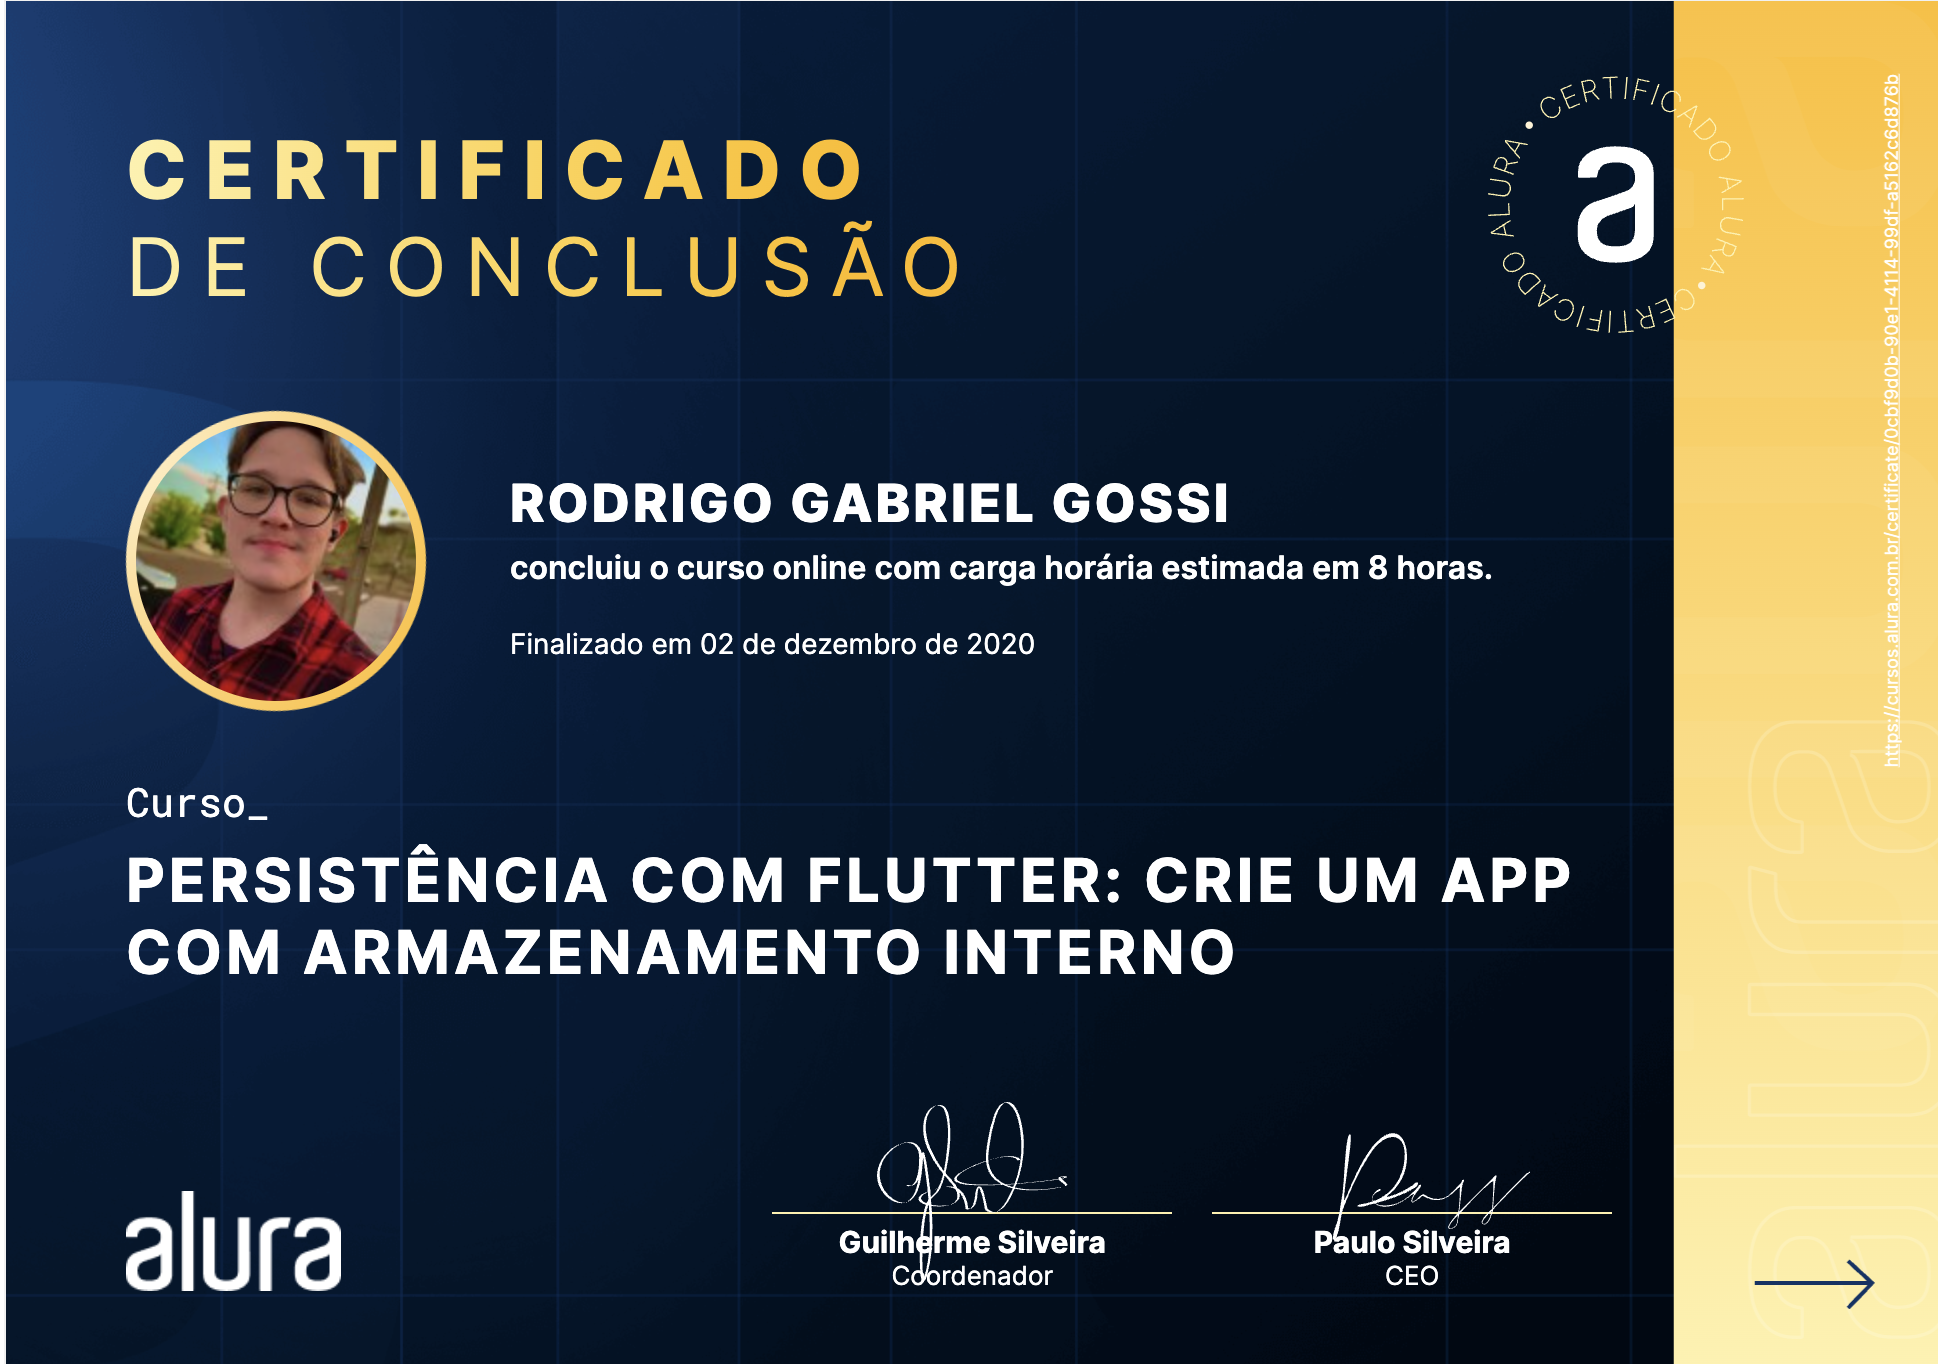 CERTIFICADO
DE CONCLUSÃO
CERTIFICADO ALURA • CERTIFICADO ALURA •
a
https://cursos.alura.com.br/certificate/0cbf9d0b-90e1-4114-99df-a5162c6d876b
RODRIGO GABRIEL GOSSI
concluiu o curso online com carga horária estimada em 8 horas.
Finalizado em 02 de dezembro de 2020
Curso_
PERSISTÊNCIA COM FLUTTER: CRIE UM APP
COM ARMAZENAMENTO INTERNO
alura
Guilherme Silveira
Coordenador
Paulo Silveira
CEO
alura